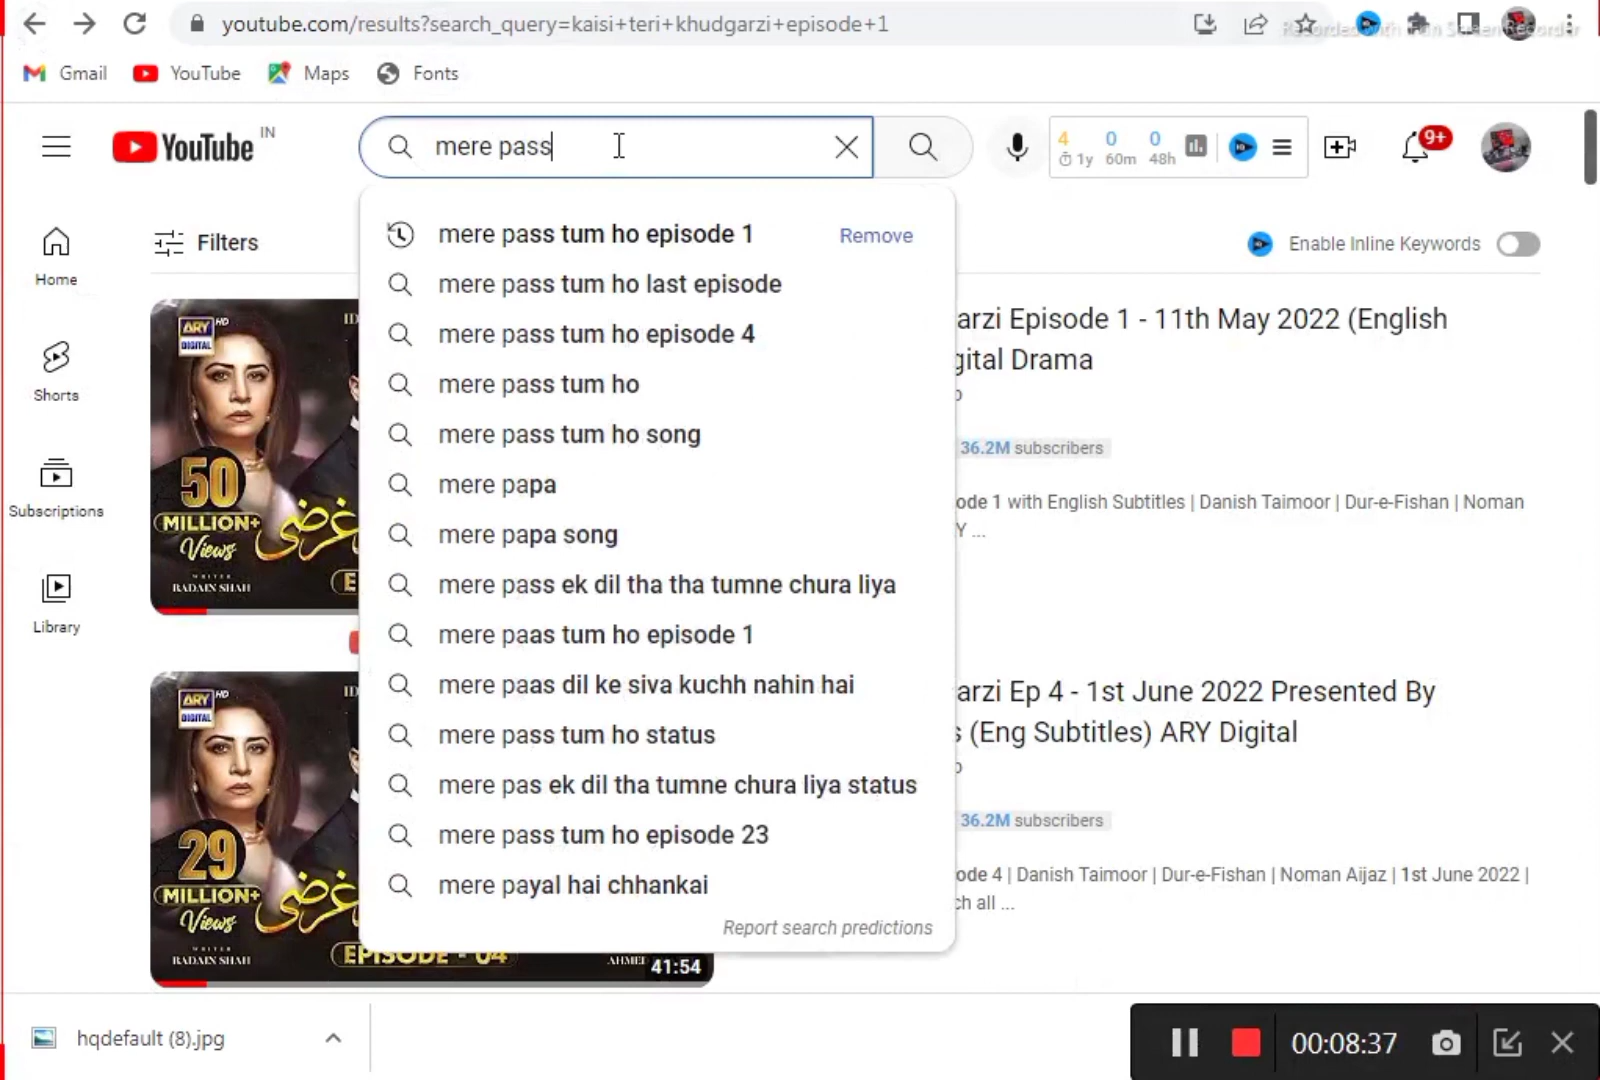 youtube.com/results?search_query=kaisi+teri+khudgarzi+episode+1
Gmail
YouTube
Maps
Fonts
YouTube IN
mere pass
4 0 0
1y 60m 48h
9+
Home
Shorts
Subscriptions
Library
Filters
Enable Inline Keywords
mere pass tum ho episode 1
Remove
mere pass tum ho last episode
mere pass tum ho episode 4
mere pass tum ho
mere pass tum ho song
mere papa
mere papa song
mere pass ek dil tha tha tumne chura liya
mere paas tum ho episode 1
mere paas dil ke siva kuchh nahin hai
mere pass tum ho status
mere pas ek dil tha tumne chura liya status
mere pass tum ho episode 23
mere payal hai chhankai
Report search predictions
ARY HD
DIGITAL
50
MILLION+
Views
WRITER
RADAIN SHAH
غرضی
arzi Episode 1 - 11th May 2022 (English
gital Drama
36.2M subscribers
ode 1 with English Subtitles | Danish Taimoor | Dur-e-Fishan | Noman
Y ...
ARY HD
DIGITAL
29
MILLION+
Views
WRITER
RADAIN SHAH
غرضی
EPISODE - 04
41:54
arzi Ep 4 - 1st June 2022 Presented By
s (Eng Subtitles) ARY Digital
36.2M subscribers
ode 4 | Danish Taimoor | Dur-e-Fishan | Noman Aijaz | 1st June 2022 |
ch all ...
hqdefault (8).jpg
00:08:37